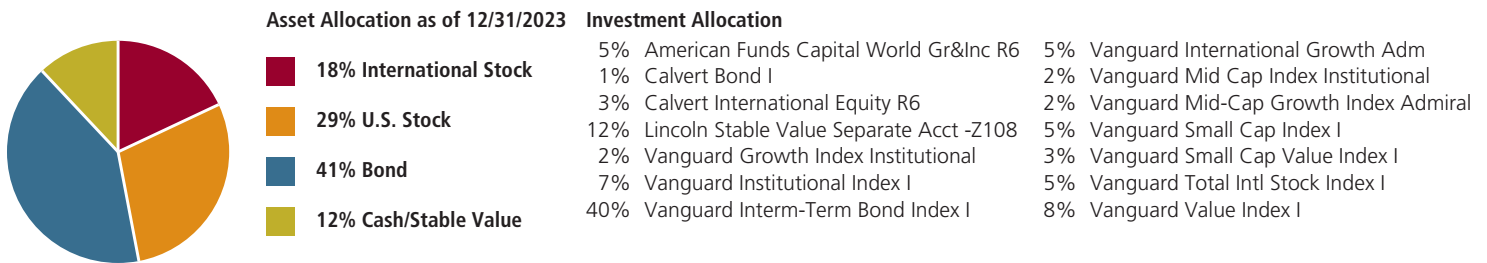 Asset Allocation as of 12/31/2023
18% International Stock
29% U.S. Stock
41% Bond
12% Cash/Stable Value
Investment Allocation
5% American Funds Capital World Gr&Inc R6
1% Calvert Bond I
3% Calvert International Equity R6
12% Lincoln Stable Value Separate Acct -Z108
2% Vanguard Growth Index Institutional
7% Vanguard Institutional Index I
40% Vanguard Interm-Term Bond Index I
5% Vanguard International Growth Adm
2% Vanguard Mid Cap Index Institutional
2% Vanguard Mid-Cap Growth Index Admiral
5% Vanguard Small Cap Index I
3% Vanguard Small Cap Value Index I
5% Vanguard Total Intl Stock Index I
8% Vanguard Value Index I